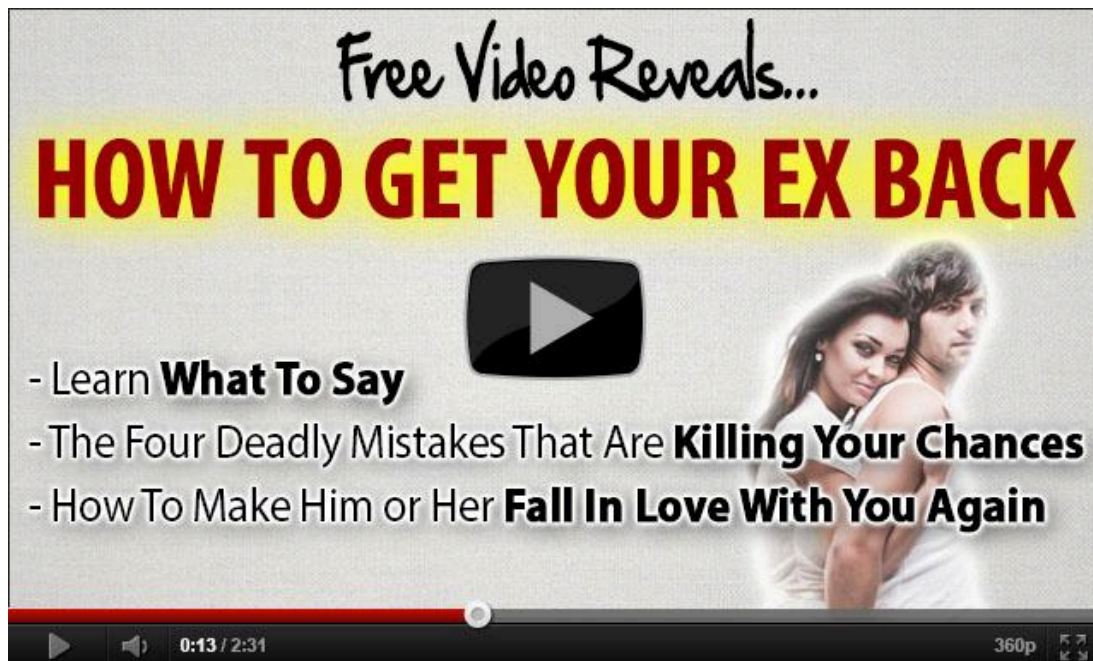 Free Video Reveals...
HOW TO GET YOUR EX BACK
- Learn What To Say
- The Four Deadly Mistakes That Are Killing Your Chances
- How To Make Him or Her Fall In Love With You Again
0:13 / 2:31
360p